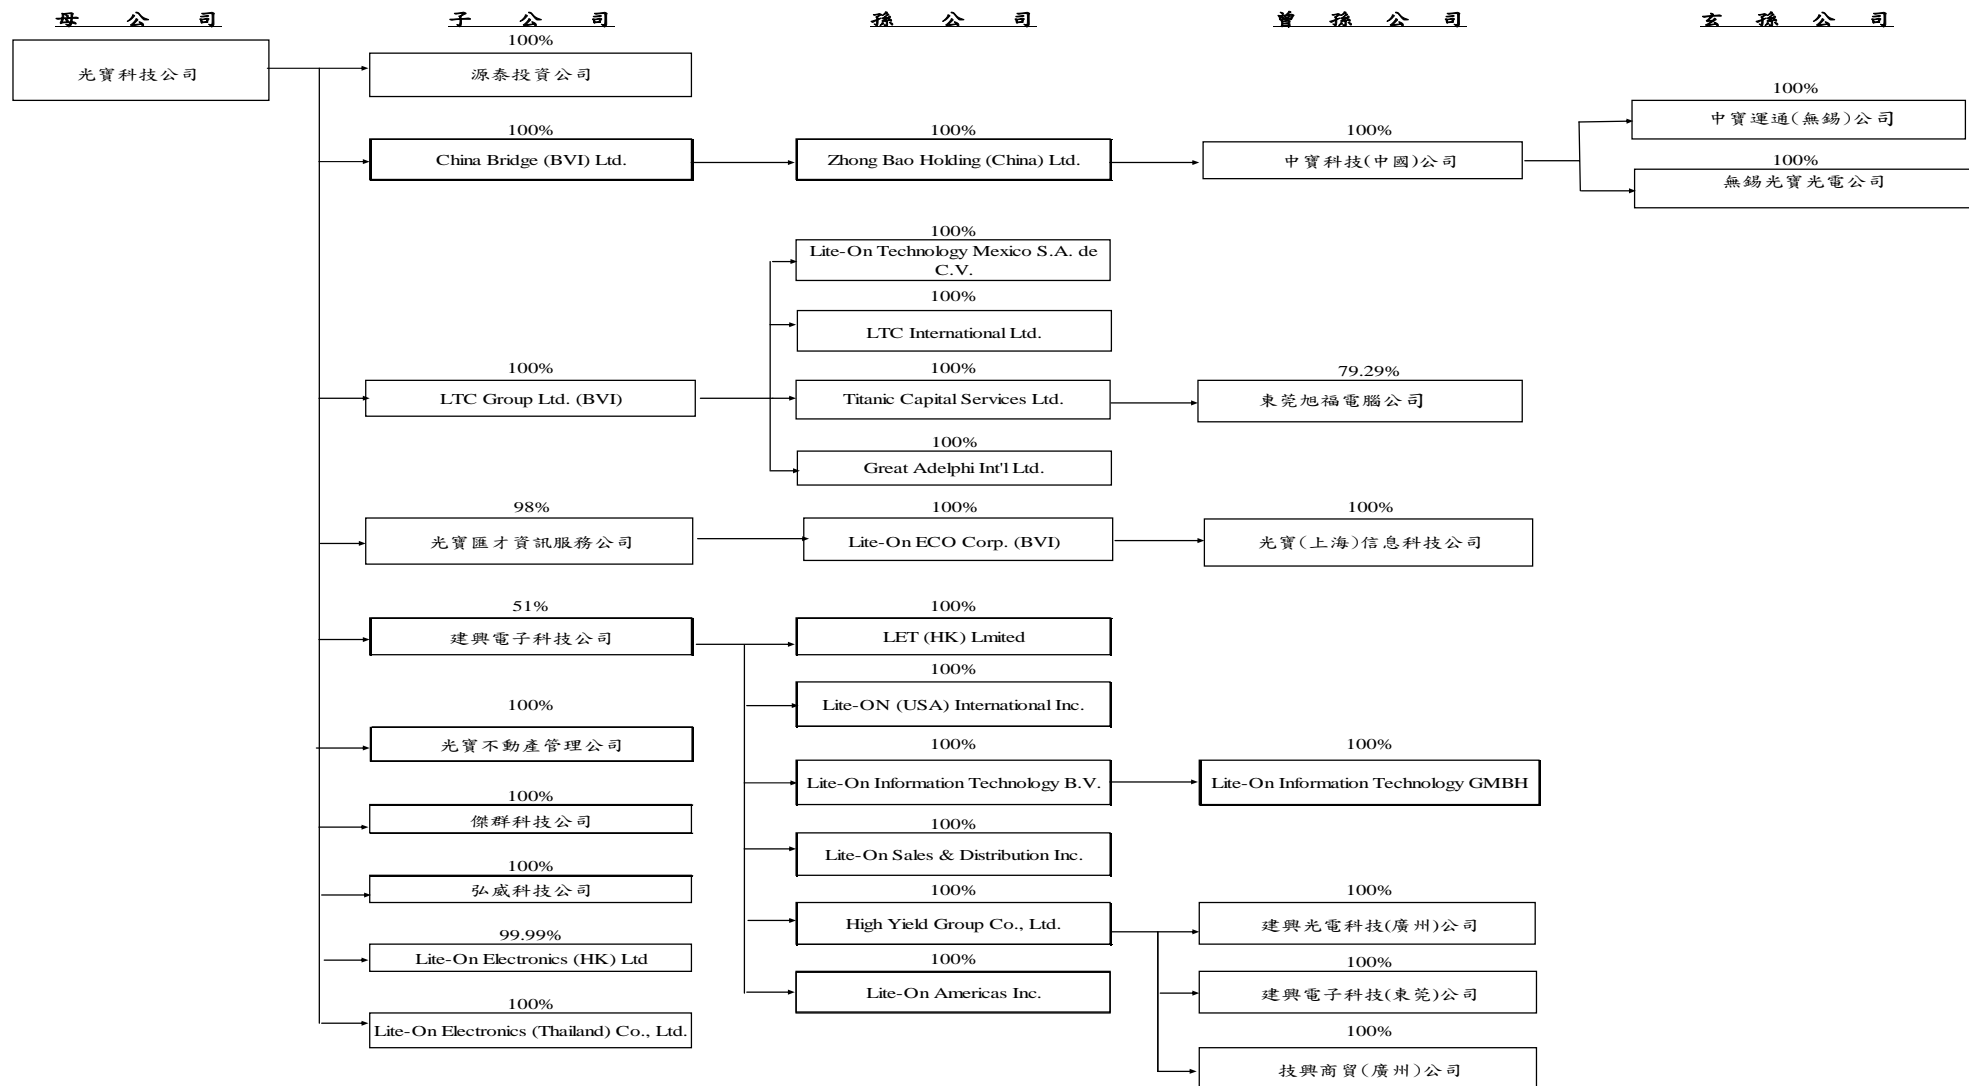 母公司 子公司 孫公司 曾孫公司 玄孫公司
光寶科技公司
100%
源泰投資公司
100%
China Bridge (BVI) Ltd.
100%
Zhong Bao Holding (China) Ltd.
100%
中寶科技(中國)公司
100%
中寶運通(無錫)公司
100%
無錫光寶光電公司
100%
LTC Group Ltd. (BVI)
100%
Lite-On Technology Mexico S.A. de
C.V.
100%
LTC International Ltd.
100%
Titanic Capital Services Ltd.
79.29%
東莞旭福電腦公司
100%
Great Adelphi Int'l Ltd.
98%
光寶匯才資訊服務公司
100%
Lite-On ECO Corp. (BVI)
100%
光寶(上海)信息科技公司
51%
建興電子科技公司
100%
LET (HK) Lmited
100%
Lite-ON (USA) International Inc.
100%
Lite-On Information Technology B.V.
100%
Lite-On Information Technology GMBH
100%
Lite-On Sales & Distribution Inc.
100%
High Yield Group Co., Ltd.
100%
建興光電科技(廣州)公司
100%
建興電子科技(東莞)公司
100%
技興商貿(廣州)公司
100%
Lite-On Americas Inc.
100%
光寶不動產管理公司
100%
傑群科技公司
100%
弘威科技公司
99.99%
Lite-On Electronics (HK) Ltd
100%
Lite-On Electronics (Thailand) Co., Ltd.